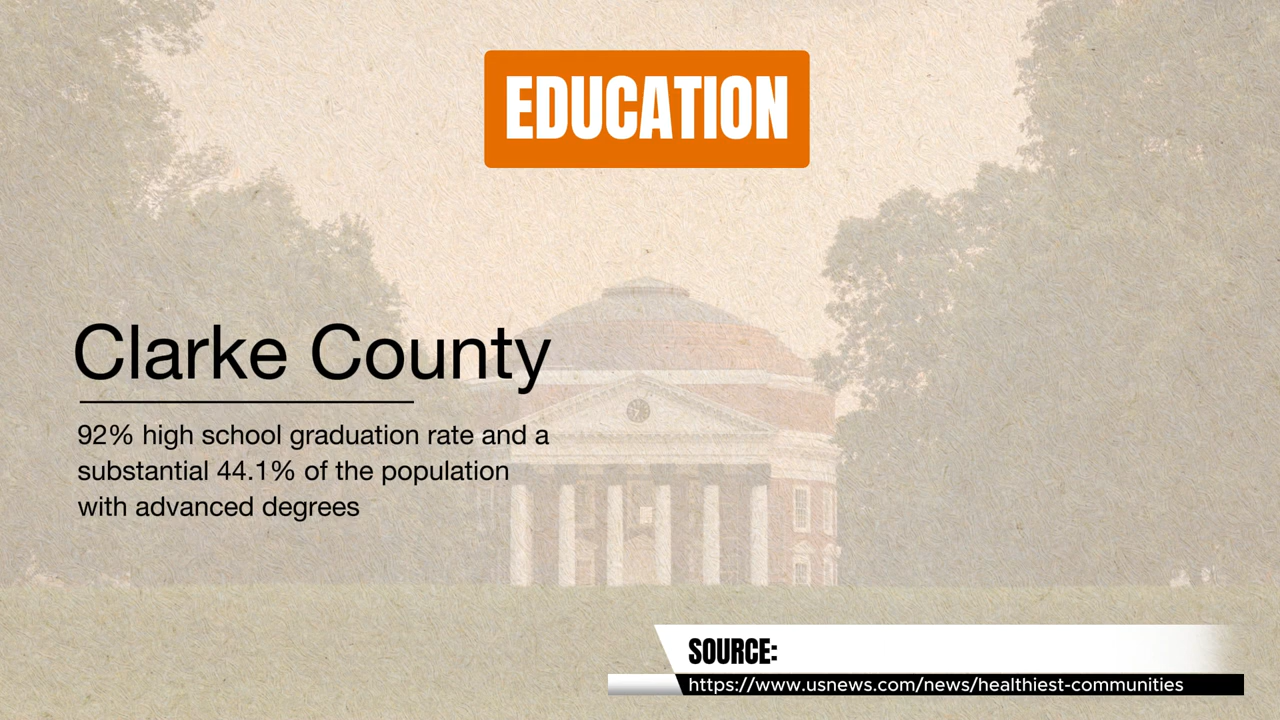 EDUCATION
Clarke County
92% high school graduation rate and a
substantial 44.1% of the population
with advanced degrees
SOURCE:
https://www.usnews.com/news/healthiest-communities